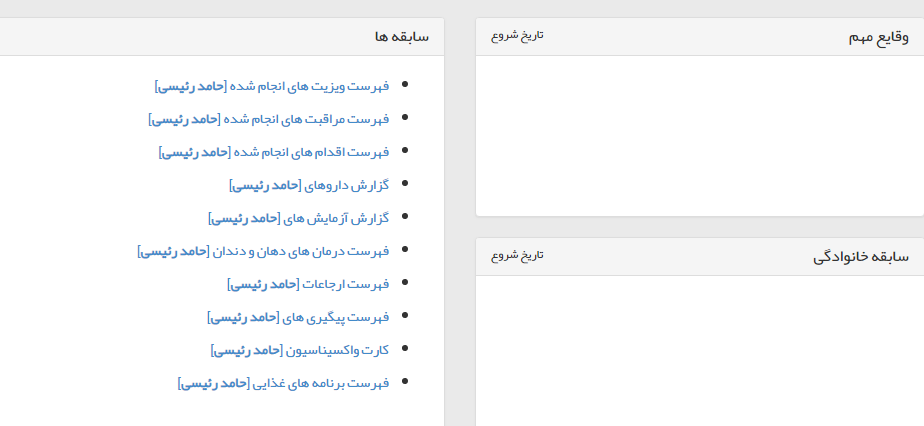 وقایع مهم
تاریخ شروع
سابقه خانوادگی
تاریخ شروع
سابقه ها
فهرست ویزیت های انجام شده [حامد رئیسی]
فهرست مراقبت های انجام شده [حامد رئیسی]
فهرست اقدام های انجام شده [حامد رئیسی]
گزارش داروهای [حامد رئیسی]
گزارش آزمایش های [حامد رئیسی]
فهرست درمان های دهان و دندان [حامد رئیسی]
فهرست ارجاعات [حامد رئیسی]
فهرست پیگیری های [حامد رئیسی]
کارت واکسیناسیون [حامد رئیسی]
فهرست برنامه های غذایی [حامد رئیسی]